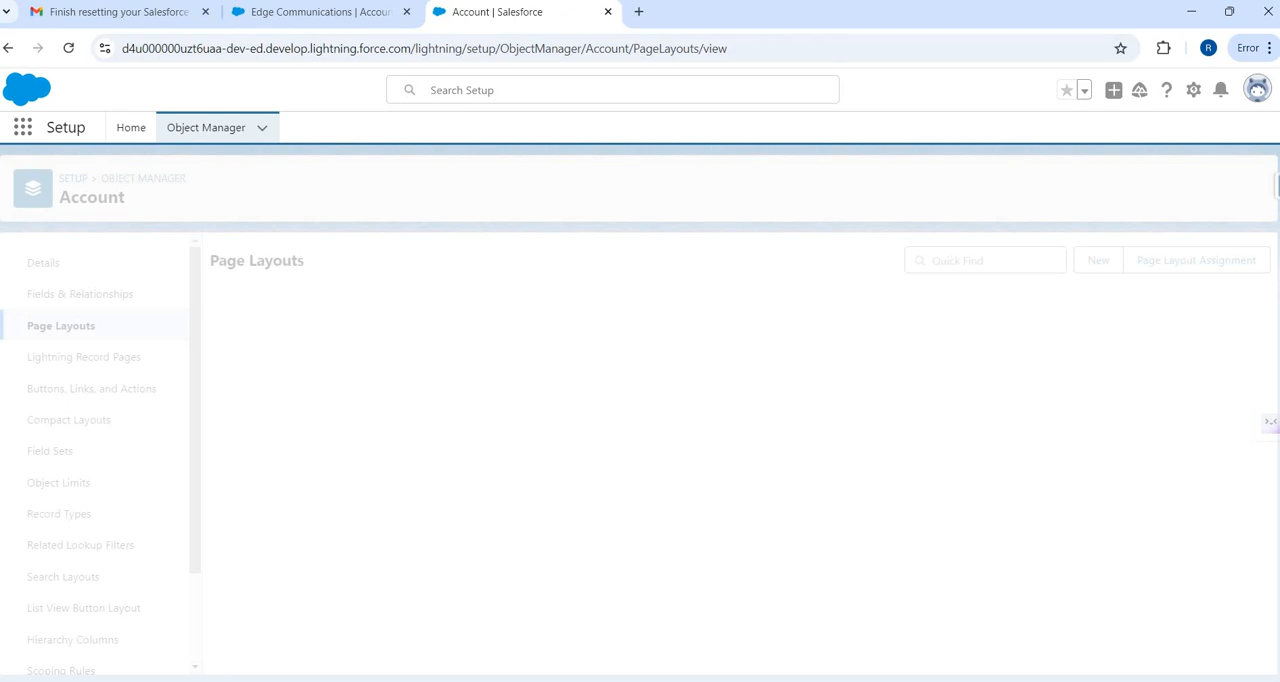 Finish resetting your Salesforce
Edge Communications | Accou
Account | Salesforce
d4u000000uzt6uaa-dev-ed.develop.lightning.force.com/lightning/setup/ObjectManager/Account/PageLayouts/view
R
Error
Search Setup
Setup
Home
Object Manager
SETUP > OBJECT MANAGER
Account
Page Layouts
Quick Find
New
Page Layout Assignment
Details
Fields & Relationships
Page Layouts
Lightning Record Pages
Buttons, Links, and Actions
Compact Layouts
Field Sets
Object Limits
Record Types
Related Lookup Filters
Search Layouts
List View Button Layout
Hierarchy Columns
Scoping Rules